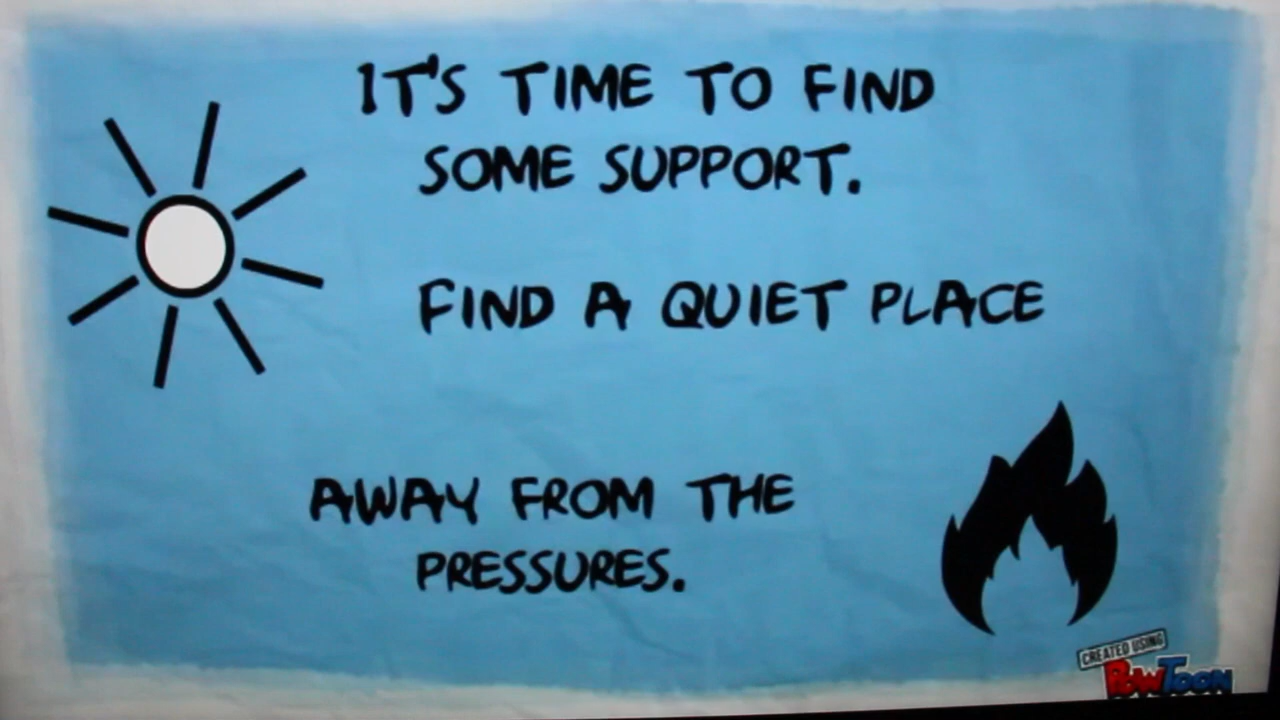 IT'S TIME TO FIND
SOME SUPPORT.
FIND A QUIET PLACE
AWAY FROM THE
PRESSURES.
CREATED USING
POWTOON